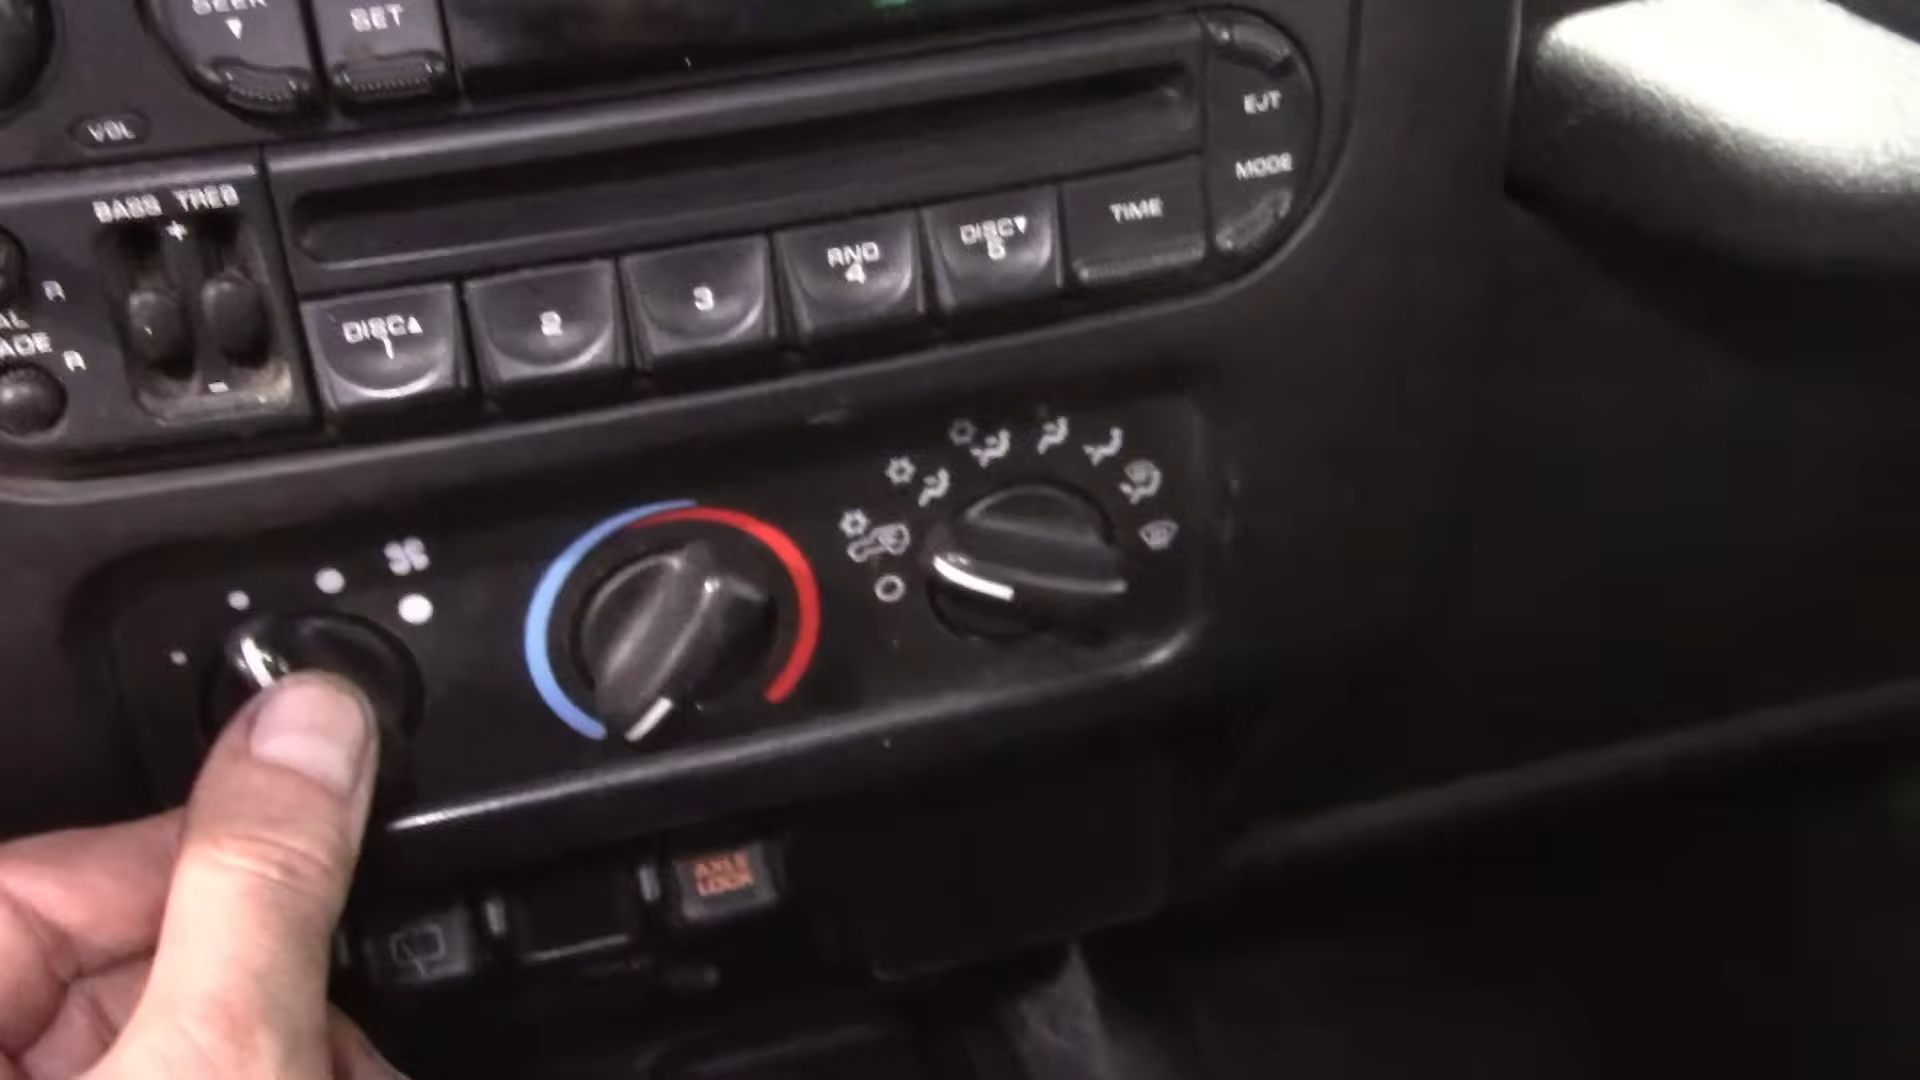 SEEK
SET
VOL
EJT
MODE
BASS TREB
+
-
R
R
DISC
1
2
3
RND
4
DISC
5
TIME
AXLE
LOCK